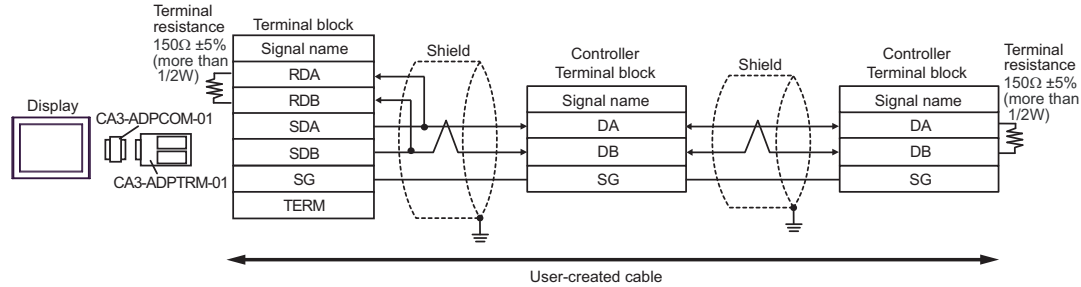 Terminal
resistance
150Ω ±5%
(more than
1/2W)
Display
CA3-ADPCOM-01
CA3-ADPTRM-01
Terminal block
Signal name
RDA
RDB
SDA
SDB
SG
TERM
Shield
Controller
Terminal block
Signal name
DA
DB
SG
Shield
Controller
Terminal block
Signal name
DA
DB
SG
Terminal
resistance
150Ω ±5%
(more than
1/2W)
User-created cable